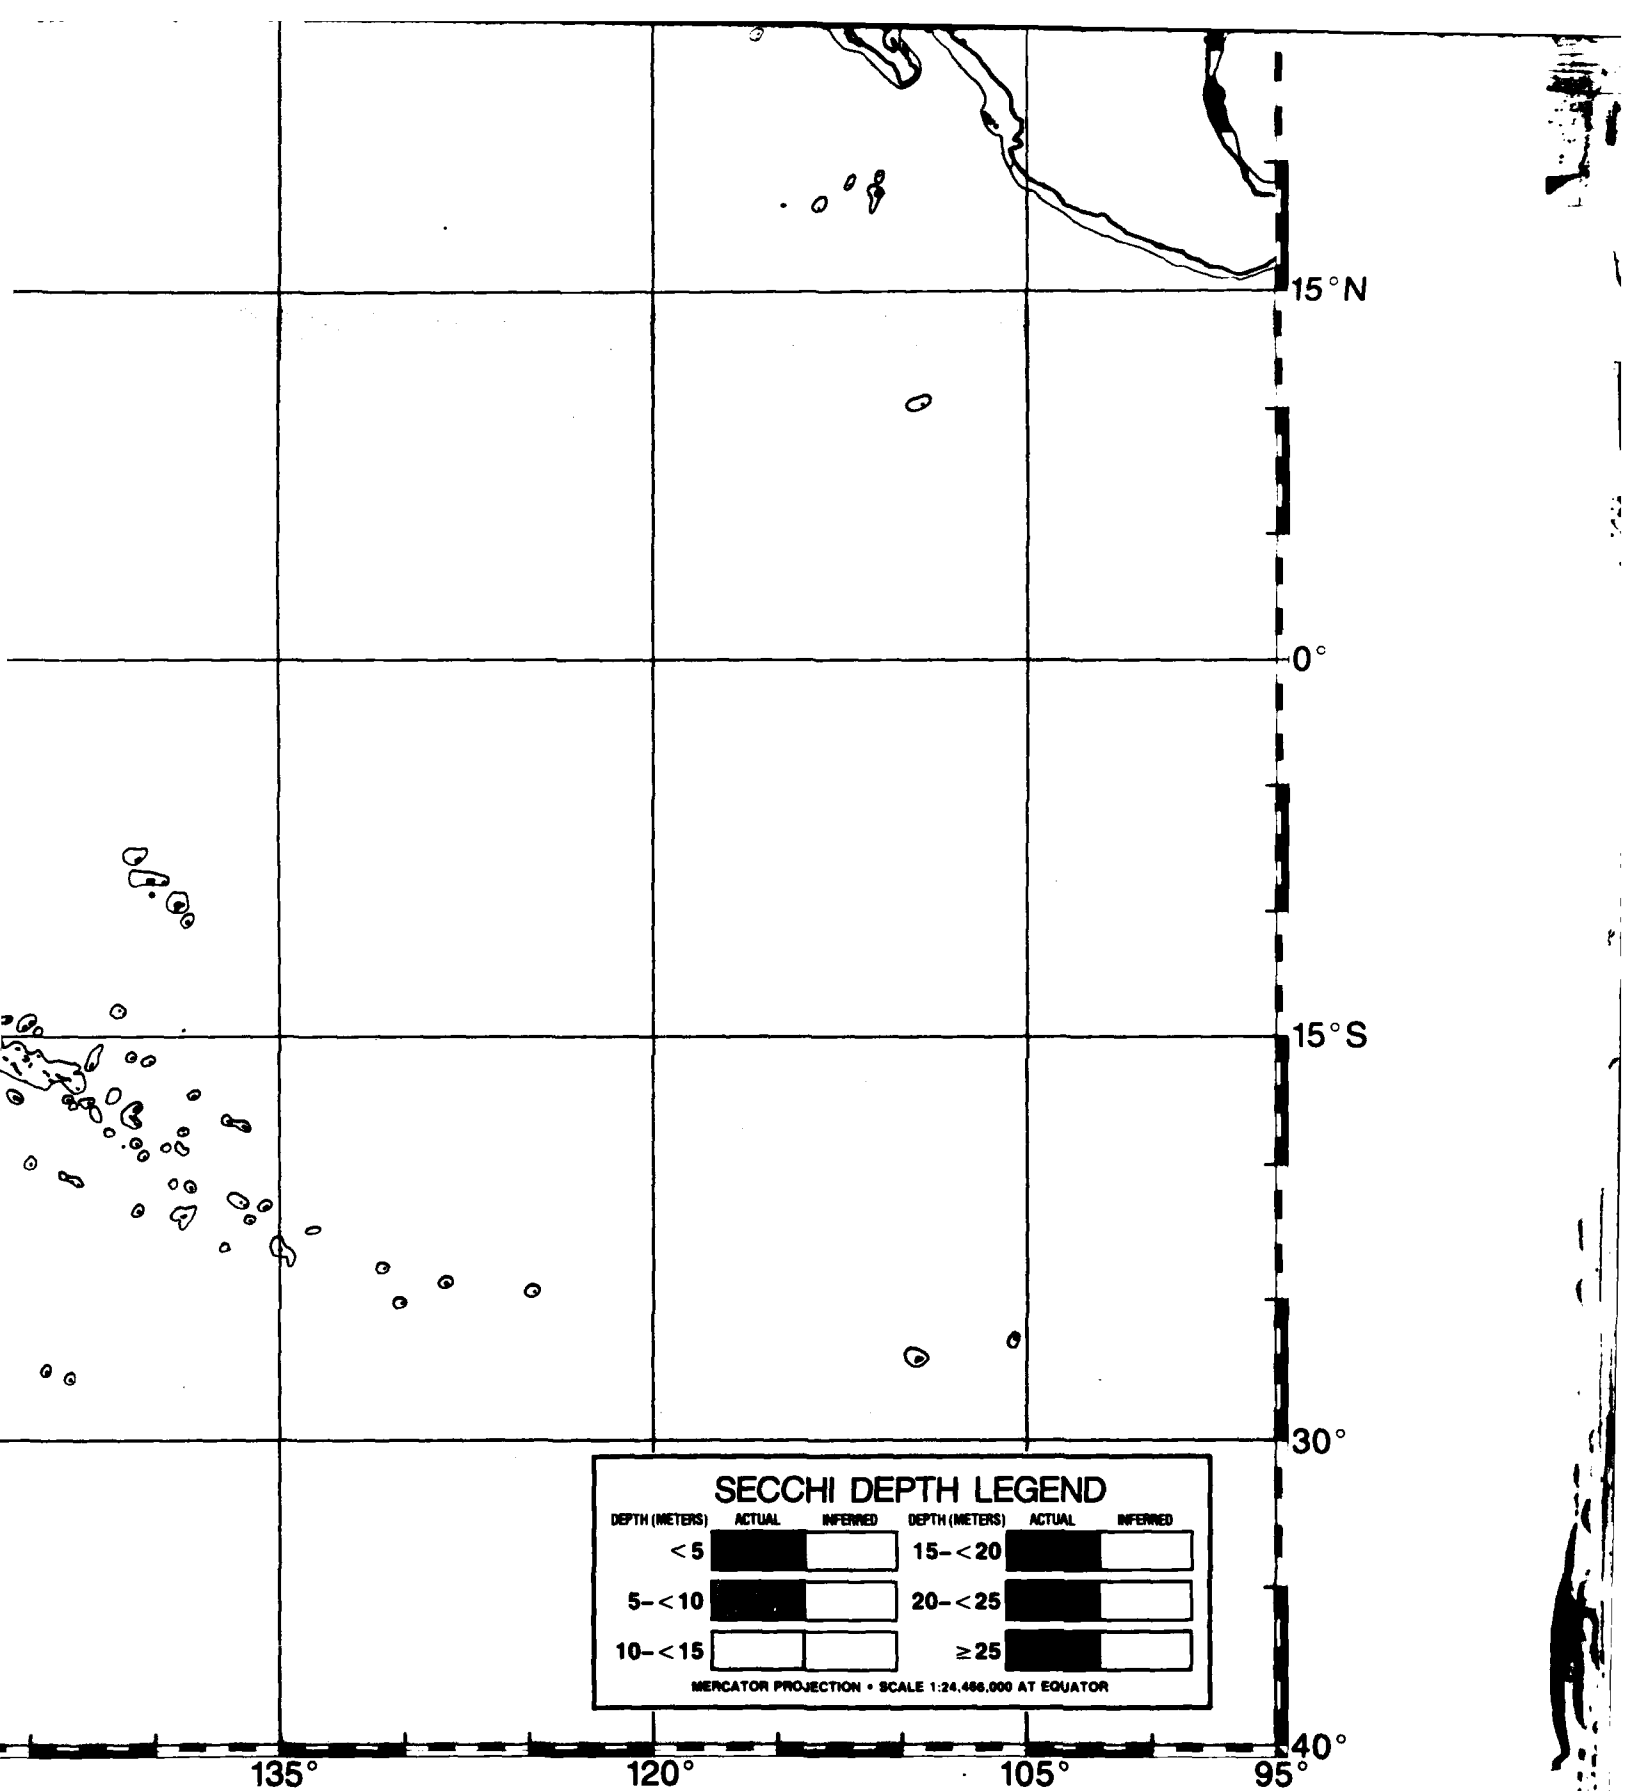 15°N
0°
15°S
30°
SECCHI DEPTH LEGEND
DEPTH (METERS) ACTUAL INFERRED DEPTH (METERS) ACTUAL INFERRED
<5 15-<20
5-<10 20-<25
10-<15 ≥25
MERCATOR PROJECTION • SCALE 1:24,466,000 AT EQUATOR
40°
135° 120° 105° 95°